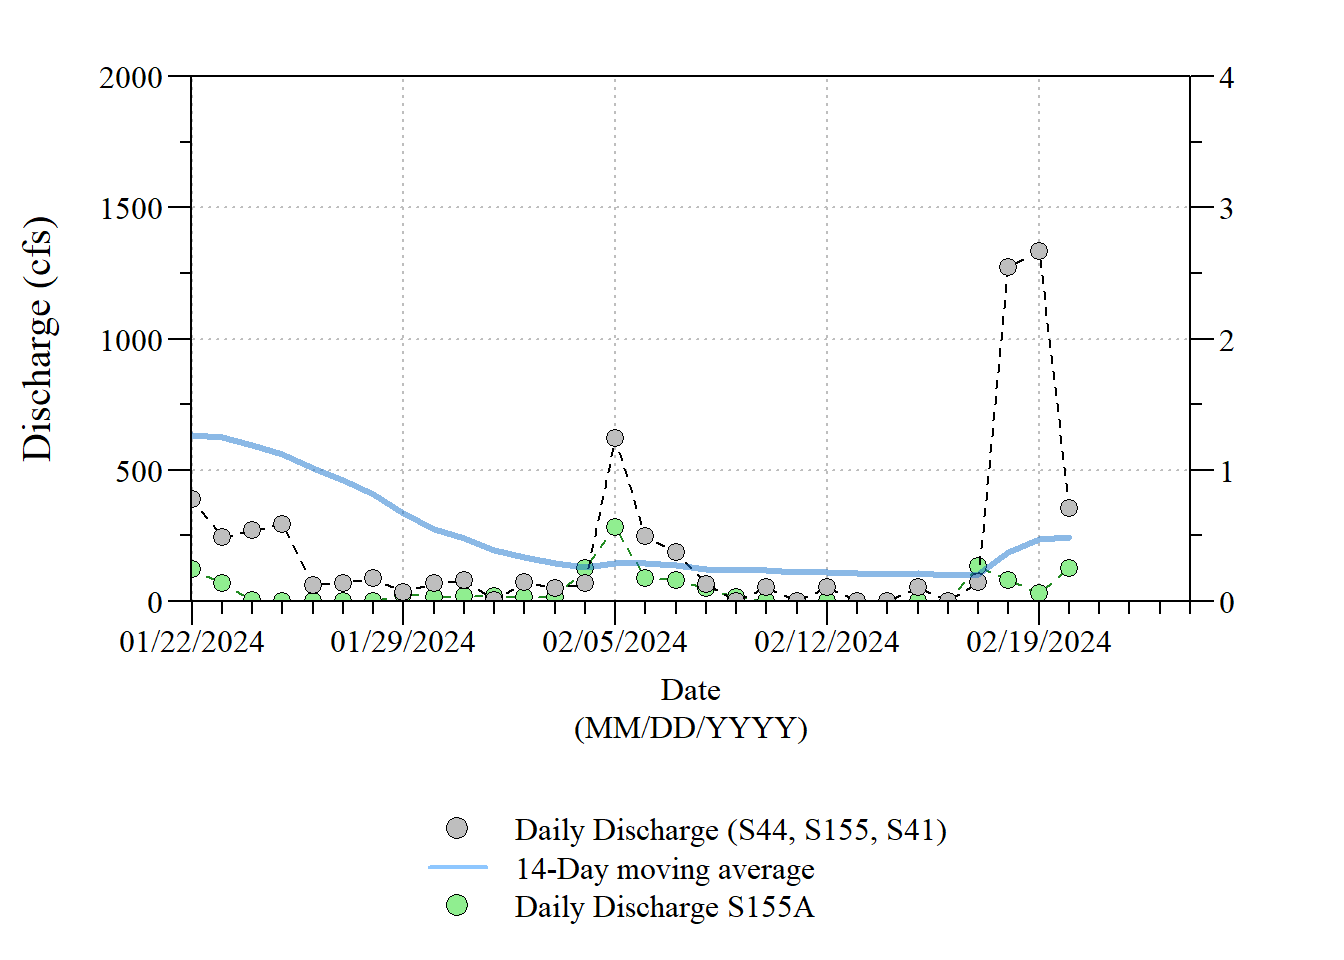 2000
1500
1000
500
0
Discharge (cfs)
4
3
2
1
0
01/22/2024
01/29/2024
02/05/2024
02/12/2024
02/19/2024
Date
(MM/DD/YYYY)
Daily Discharge (S44, S155, S41)
14-Day moving average
Daily Discharge S155A